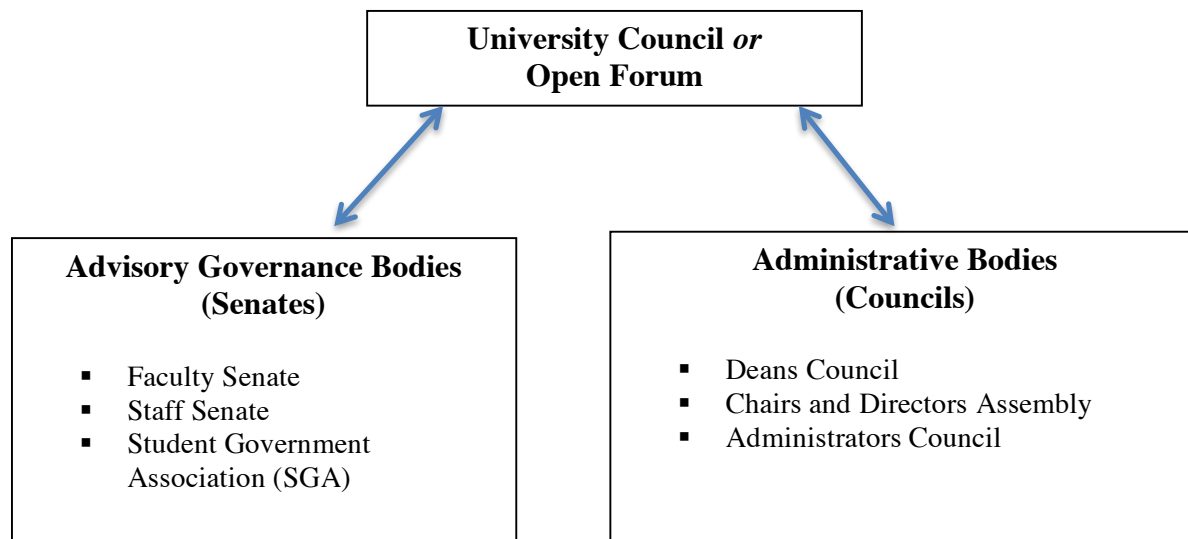 University Council or
Open Forum
Advisory Governance Bodies
(Senates)
▪ Faculty Senate
▪ Staff Senate
▪ Student Government
Association (SGA)
Administrative Bodies
(Councils)
▪ Deans Council
▪ Chairs and Directors Assembly
▪ Administrators Council